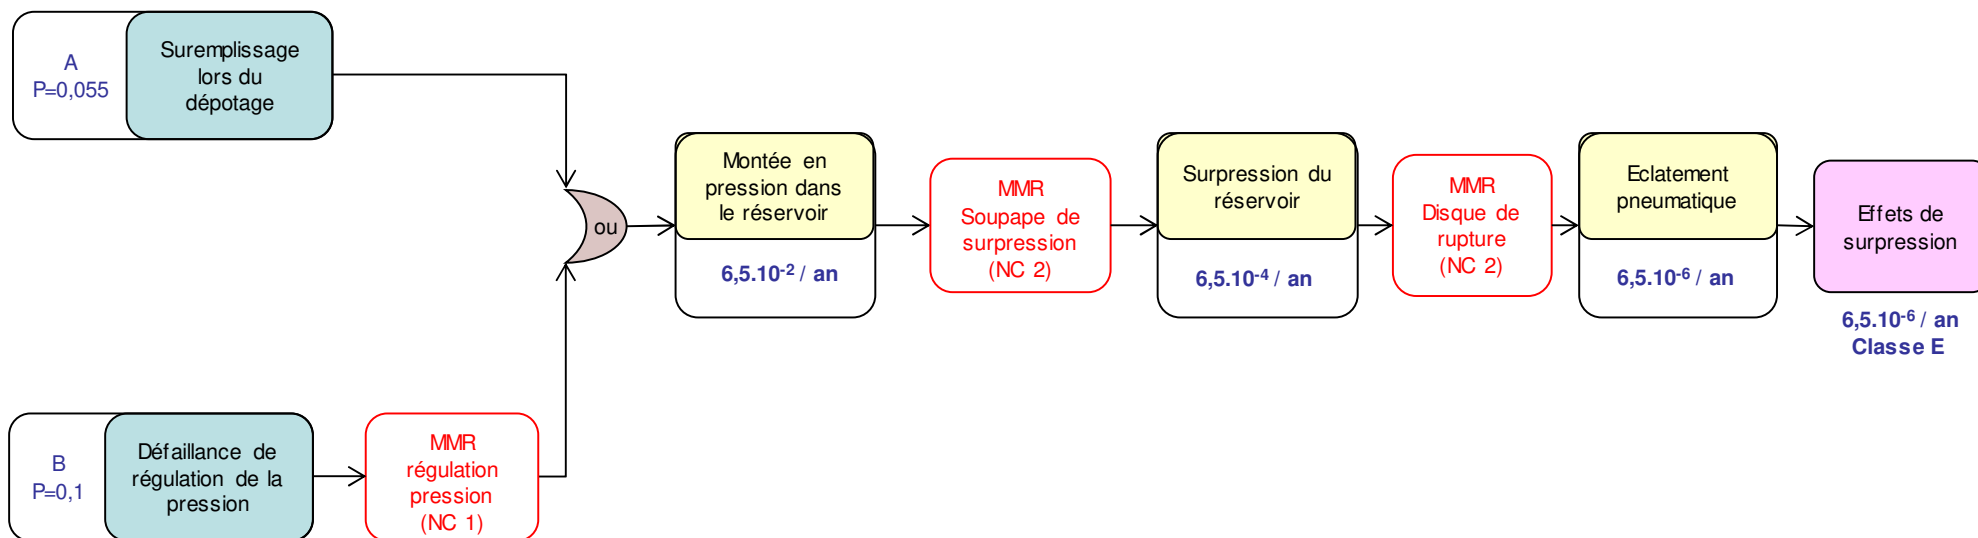 A
P=0,055
Suremplissage
lors du
dépotage
B
P=0,1
Défaillance de
régulation de la
pression
MMR
régulation
pression
(NC 1)
ou
Montée en
pression dans
le réservoir
6,5.10⁻² / an
MMR
Soupape de
surpression
(NC 2)
Surpression du
réservoir
6,5.10⁻⁴ / an
MMR
Disque de
rupture
(NC 2)
Eclatement
pneumatique
6,5.10⁻⁶ / an
Effets de
surpression
6,5.10⁻⁶ / an
Classe E